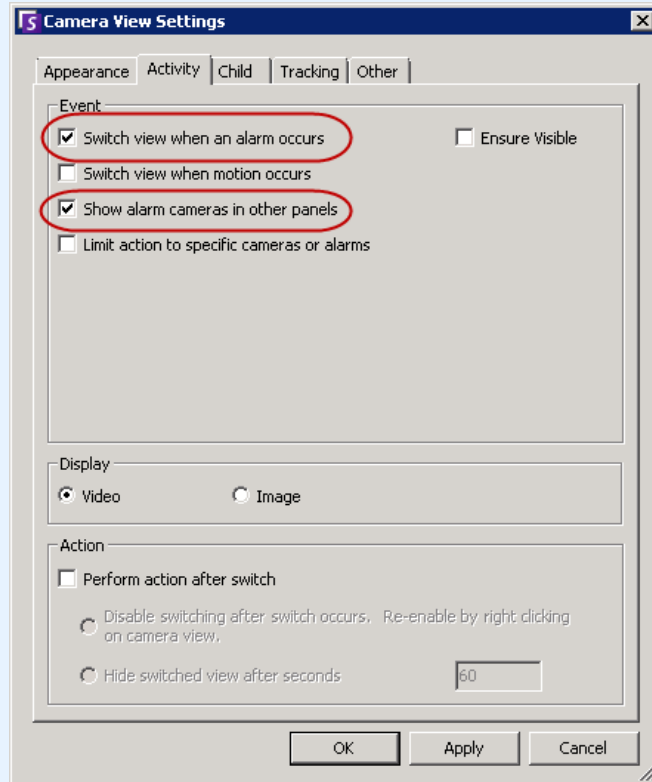 Camera View Settings
Appearance Activity Child Tracking Other
Event
Switch view when an alarm occurs Ensure Visible
Switch view when motion occurs
Show alarm cameras in other panels
Limit action to specific cameras or alarms
Display
Video Image
Action
Perform action after switch
Disable switching after switch occurs. Re-enable by right clicking
on camera view.
Hide switched view after seconds 60
OK Apply Cancel